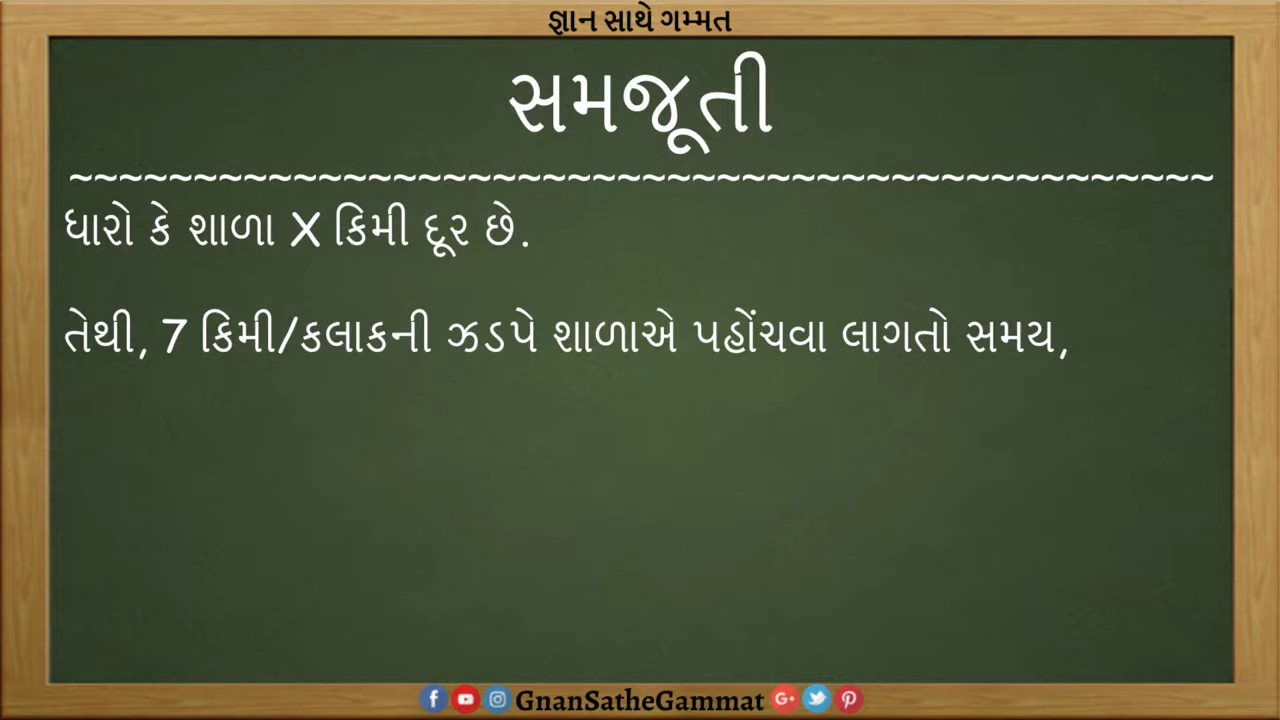 જ્ઞાન સાથે ગમ્મત
સમજૂતી
~~~~~~~~~~~~~~~~~~~~~~~~~~~~~~~~~~~~~~~~~~~~~~
ધારો કે શાળા X કિમી દૂર છે.
તેથી, 7 કિમી/કલાકની ઝડપે શાળાએ પહોંચવા લાગતો સમય,
GnanSatheGammat